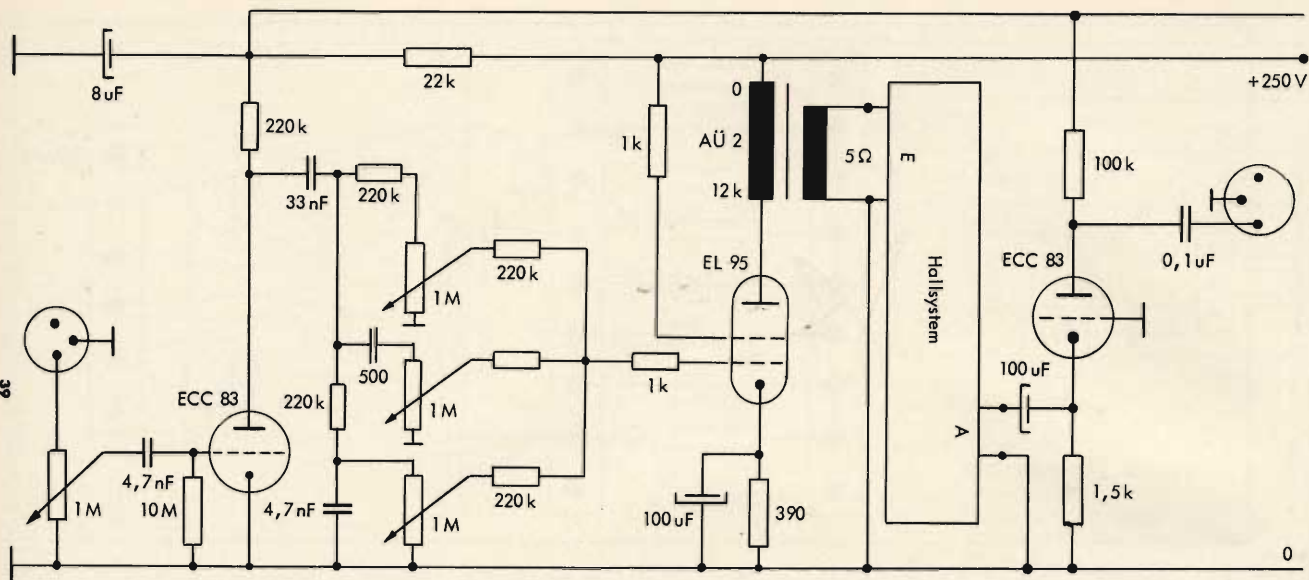 8uF
22k
+250 V
220k
1k
0
AÜ 2
12k
5Ω
E
100k
33nF
220k
220k
1M
EL 95
Hallsystem
ECC 83
0,1uF
ECC 83
220k
500
1M
1k
100uF
A
4,7nF
10M
1M
4,7nF
1M
220k
100uF
390
1,5k
0
39